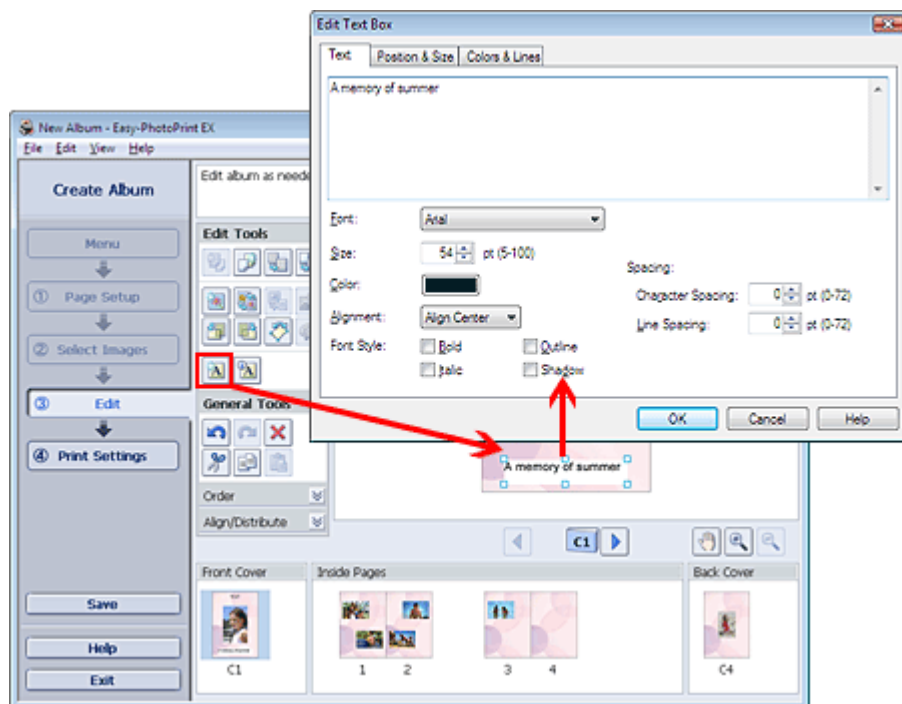 Edit Text Box
Text Position & Size Colors & Lines
A memory of summer
Font: Arial
Size: 54 pt (5-100)
Color:
Alignment: Align Center
Font Style: Bold Outline
Italic Shadow
Spacing:
Character Spacing: 0 pt (0-72)
Line Spacing: 0 pt (0-72)
OK Cancel Help
New Album - Easy-PhotoPrint EX
File Edit View Help
Create Album
Menu
① Page Setup
② Select Images
③ Edit
④ Print Settings
Save
Help
Exit
Edit album as neede
Edit Tools
A A
General Tools
Order
Align/Distribute
A memory of summer
C1
Front Cover Inside Pages Back Cover
C1 1 2 3 4 C4